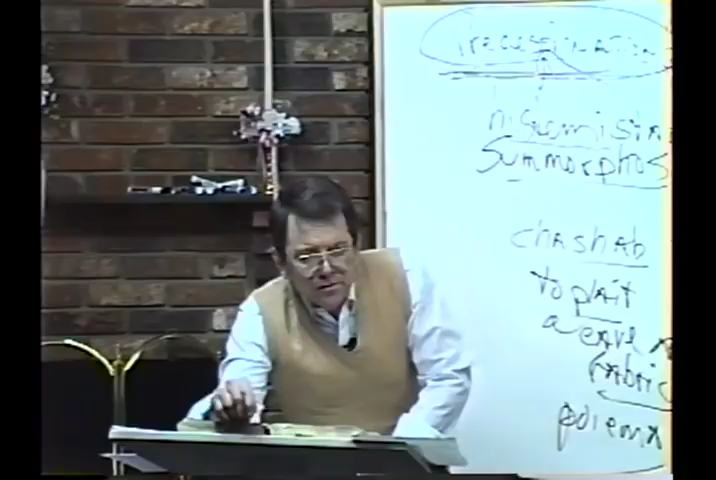 Predestination
Summorphos
chashab
to plait
weave
fabric
poiema